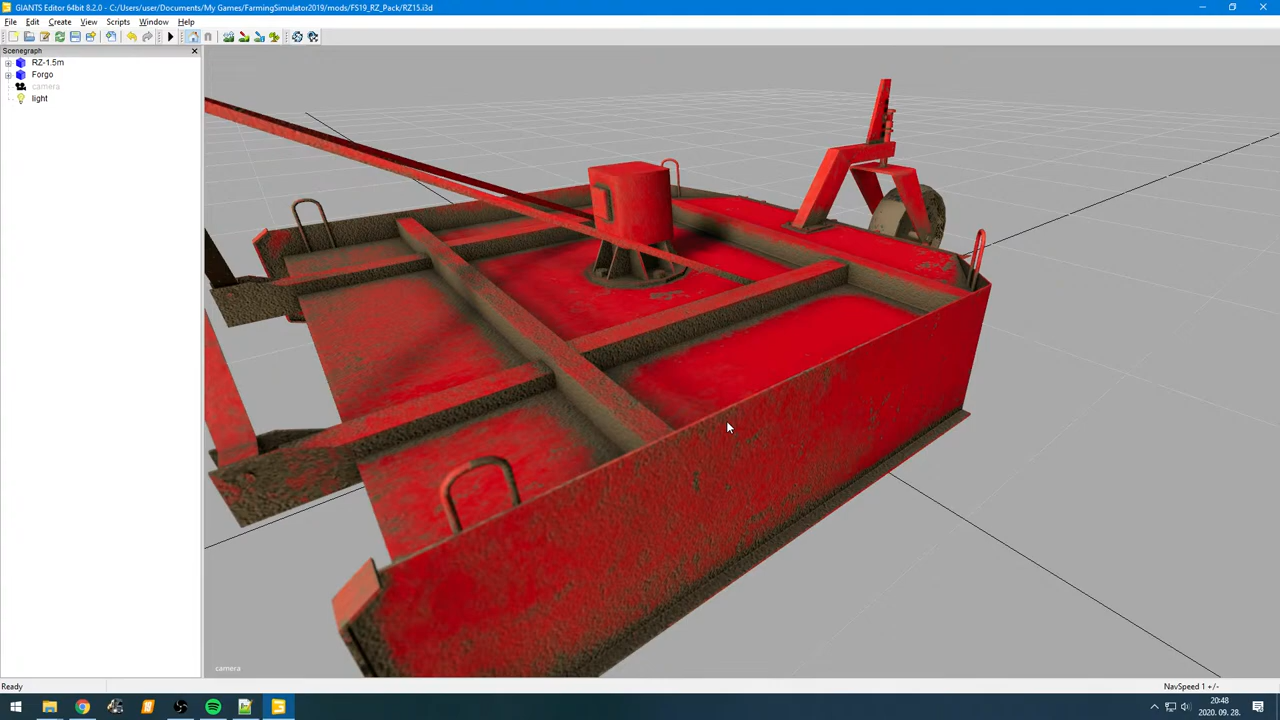 GIANTS Editor 64bit 8.2.0 - C:/Users/user/Documents/My Games/FarmingSimulator2019/mods/FS19_RZ_Pack/RZ15.i3d
File Edit Create View Scripts Window Help
Scenegraph
RZ-1.5m
Forgo
camera
light
camera
Ready
NavSpeed 1 +/-
20:48
2020. 09. 28.